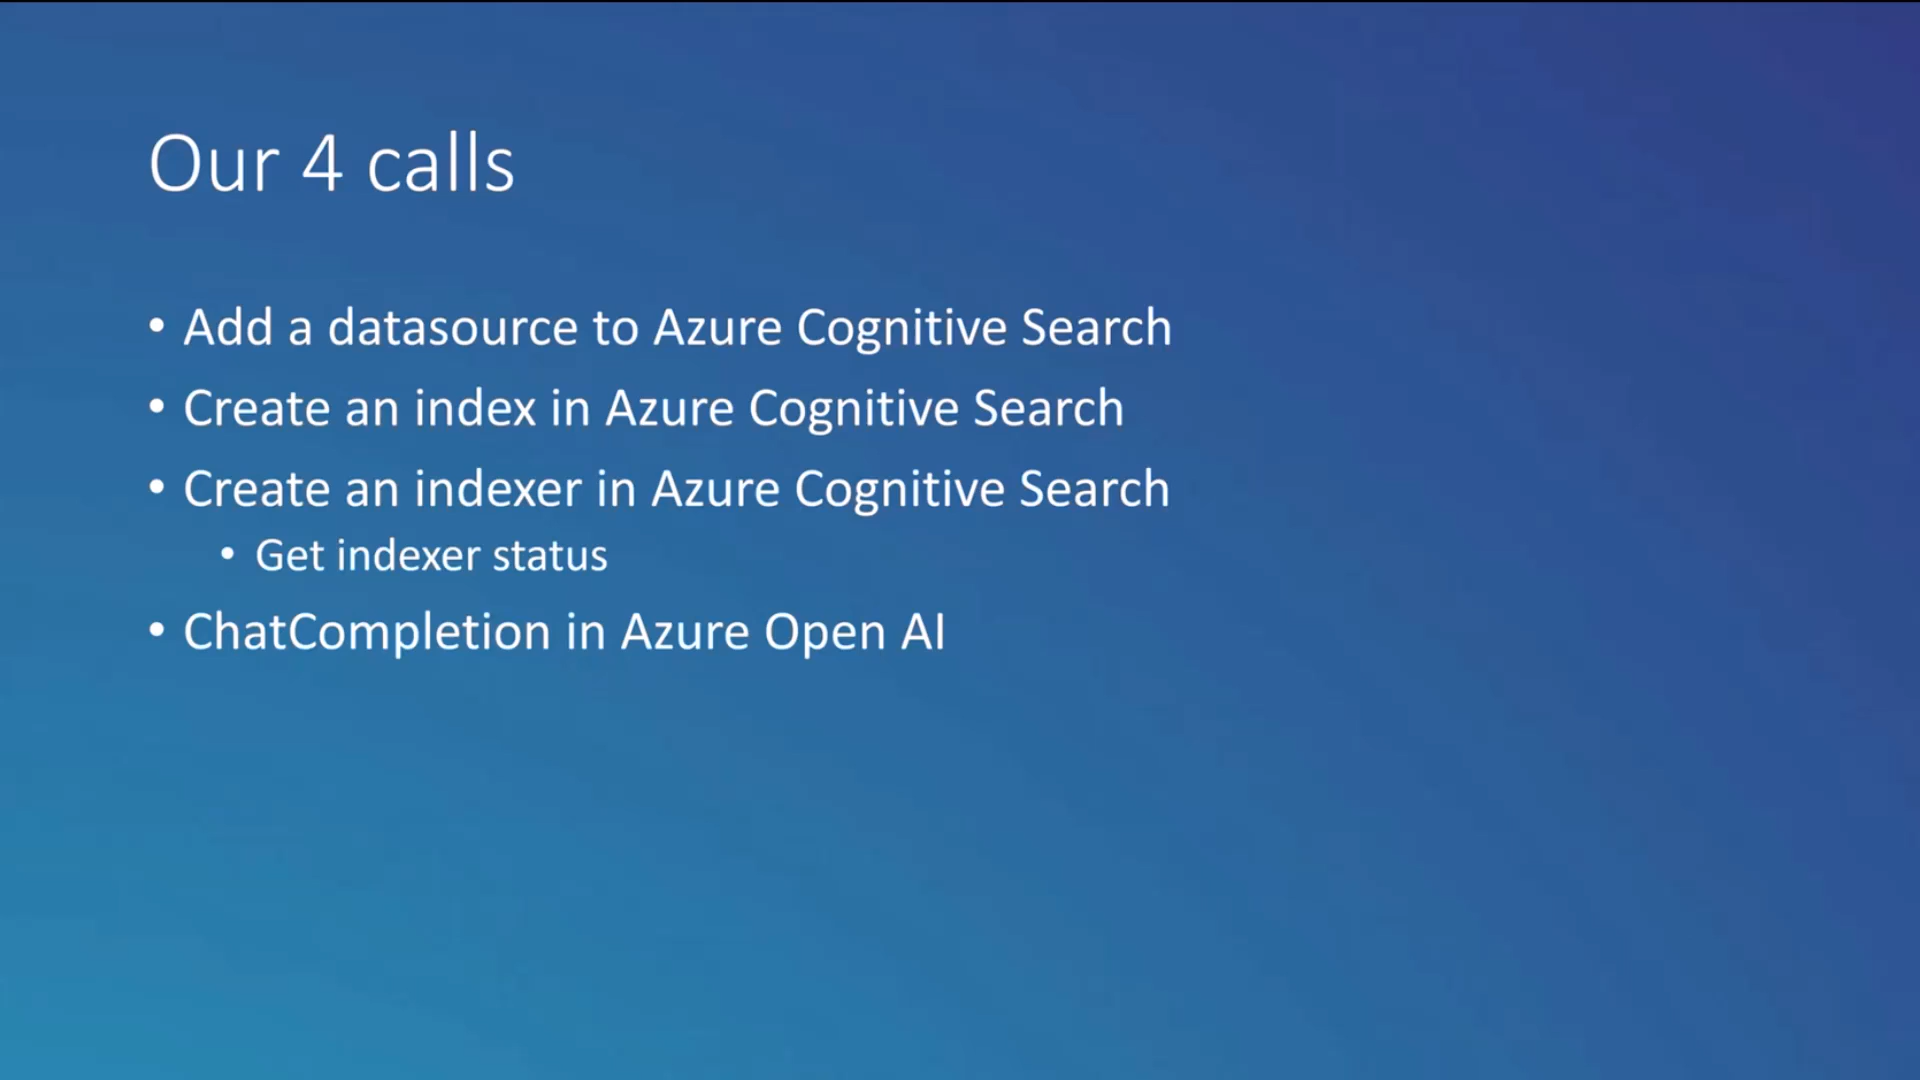 Our 4 calls
• Add a datasource to Azure Cognitive Search
• Create an index in Azure Cognitive Search
• Create an indexer in Azure Cognitive Search
• Get indexer status
• ChatCompletion in Azure Open AI